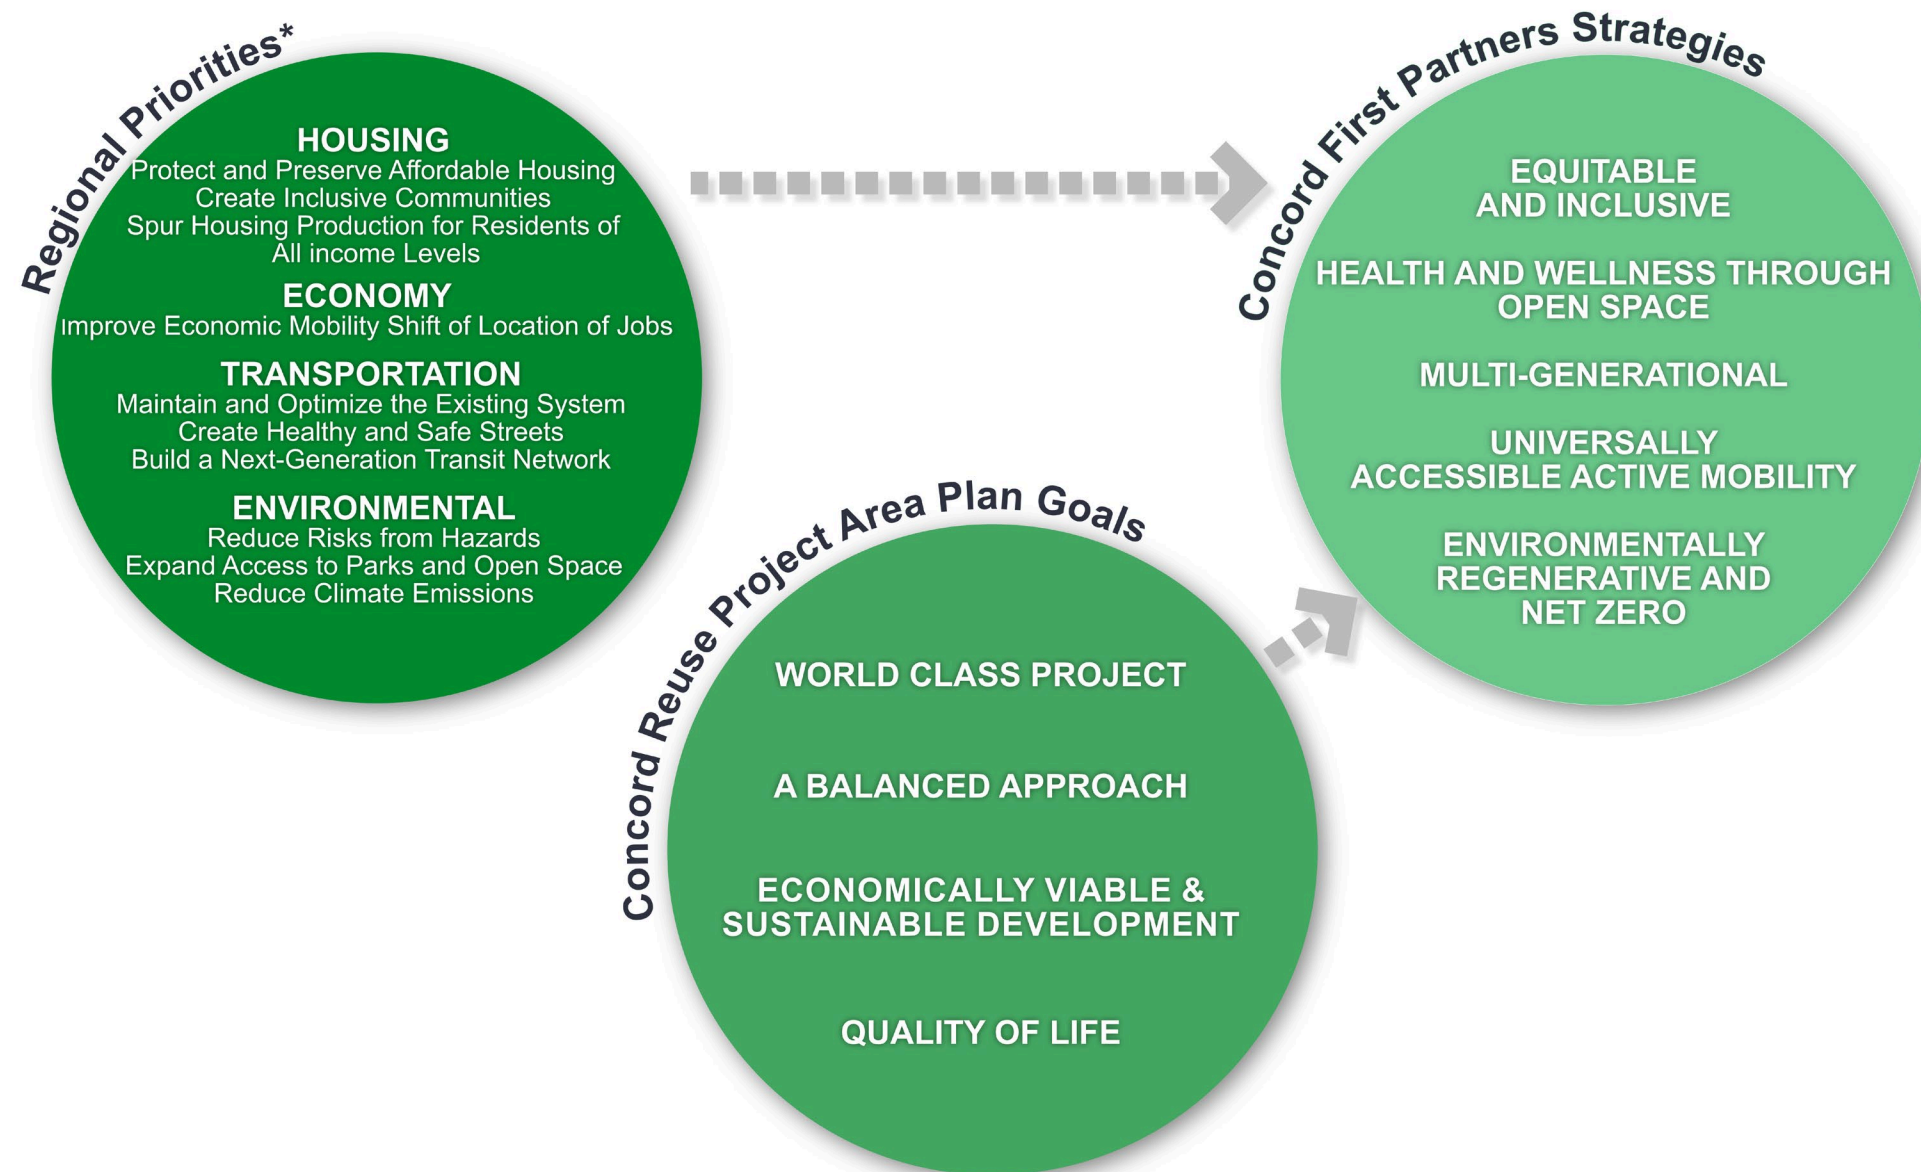 Regional Priorities*
HOUSING
Protect and Preserve Affordable Housing
Create Inclusive Communities
Spur Housing Production for Residents of
All income Levels
ECONOMY
Improve Economic Mobility Shift of Location of Jobs
TRANSPORTATION
Maintain and Optimize the Existing System
Create Healthy and Safe Streets
Build a Next-Generation Transit Network
ENVIRONMENTAL
Reduce Risks from Hazards
Expand Access to Parks and Open Space
Reduce Climate Emissions
Concord Reuse Project Area Plan Goals
WORLD CLASS PROJECT
A BALANCED APPROACH
ECONOMICALLY VIABLE &
SUSTAINABLE DEVELOPMENT
QUALITY OF LIFE
Concord First Partners Strategies
EQUITABLE
AND INCLUSIVE
HEALTH AND WELLNESS THROUGH
OPEN SPACE
MULTI-GENERATIONAL
UNIVERSALLY
ACCESSIBLE ACTIVE MOBILITY
ENVIRONMENTALLY
REGENERATIVE AND
NET ZERO